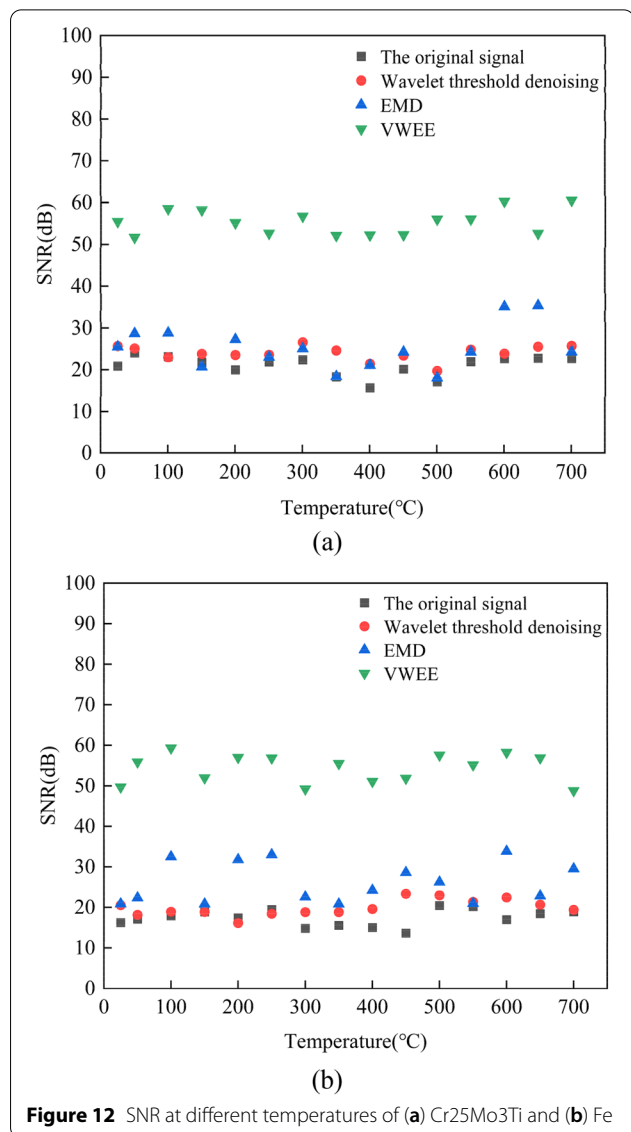 100
90
80
70
60
50
40
30
20
10
0
SNR(dB)
The original signal
Wavelet threshold denoising
EMD
VWEE
0 100 200 300 400 500 600 700
Temperature(°C)
(a)
100
90
80
70
60
50
40
30
20
10
0
SNR(dB)
The original signal
Wavelet threshold denoising
EMD
VWEE
0 100 200 300 400 500 600 700
Temperature(°C)
(b)
Figure 12 SNR at different temperatures of (a) Cr25Mo3Ti and (b) Fe